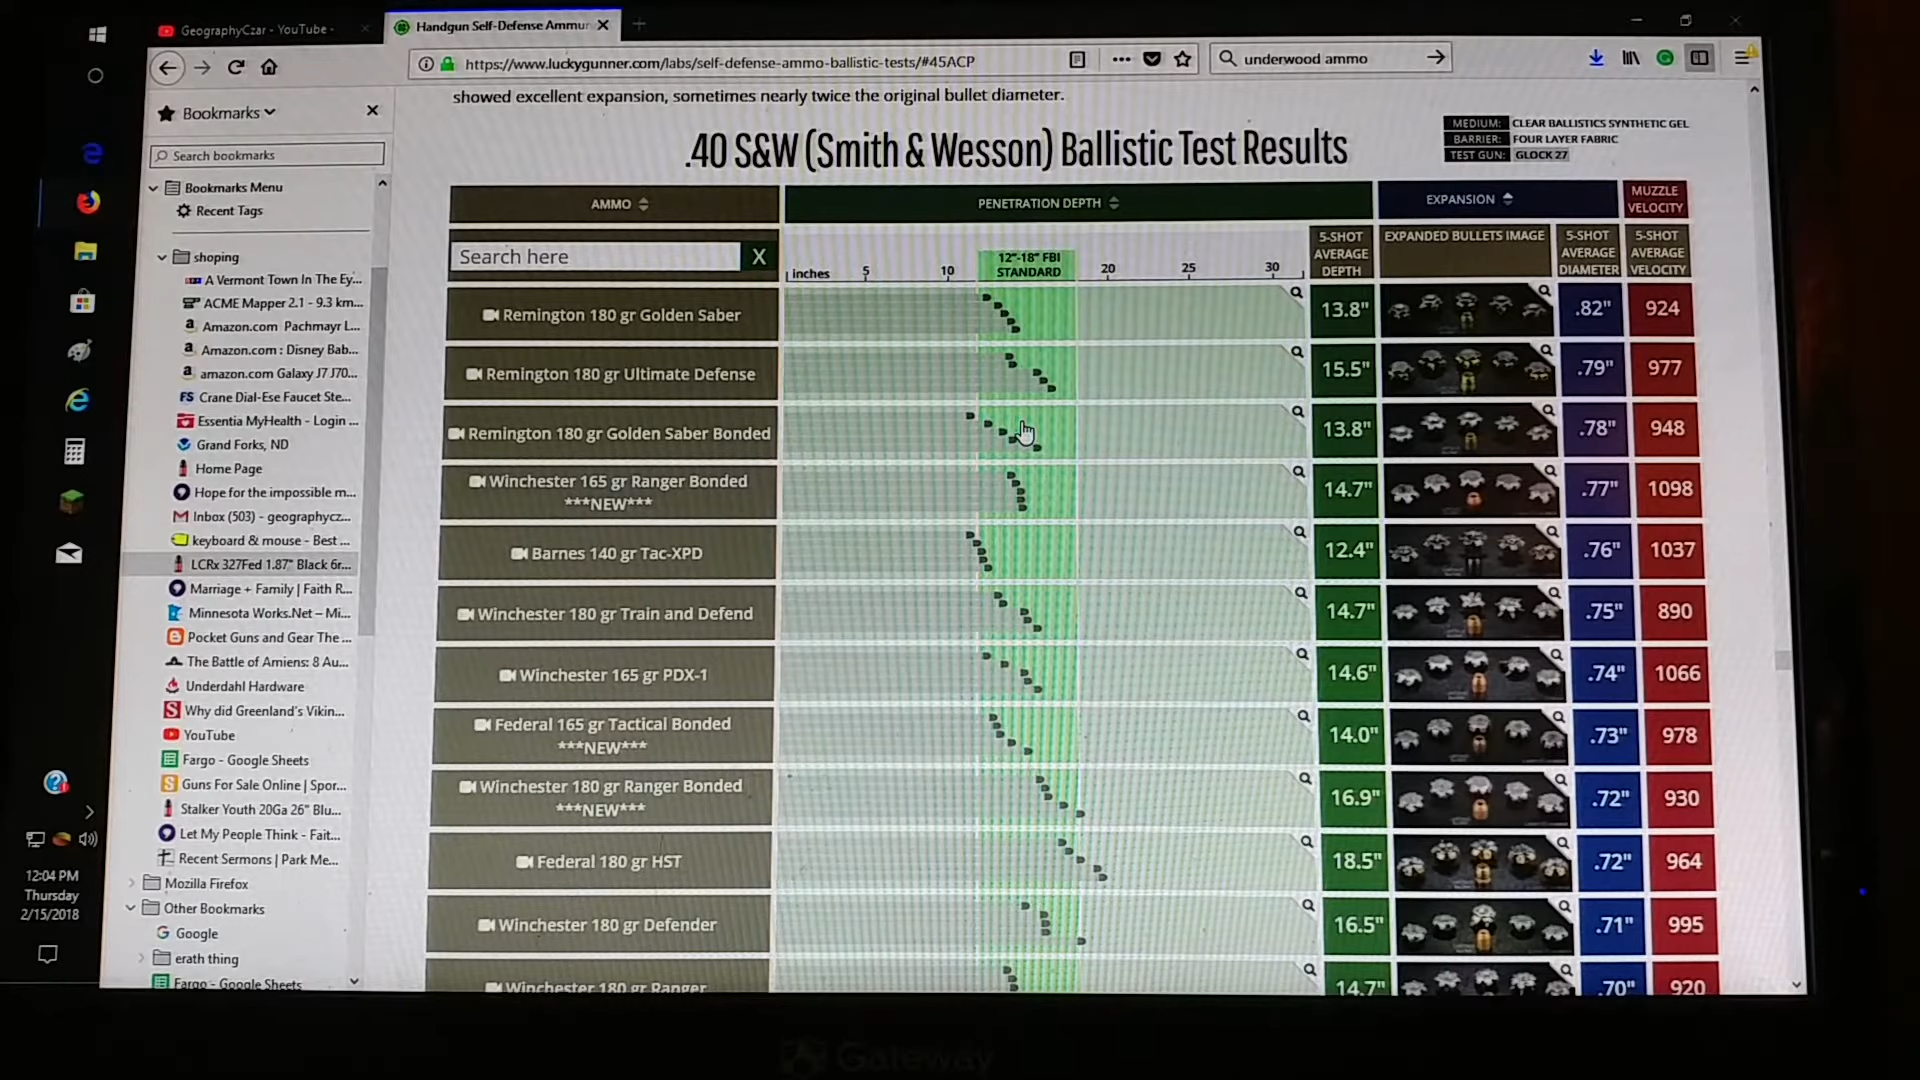 GeographyCzar - YouTube -
Handgun Self-Defense Ammu
https://www.luckygunner.com/labs/self-defense-ammo-ballistic-tests/#45ACP
underwood ammo
Bookmarks
Search bookmarks
Bookmarks Menu
Recent Tags
shoping
A Vermont Town In The Ey...
ACME Mapper 2.1 - 9.3 km...
Amazon.com Pachmayr L...
Amazon.com : Disney Bab...
amazon.com Galaxy J7 J70...
Crane Dial-Ese Faucet Ste...
Essentia MyHealth - Login ...
Grand Forks, ND
Home Page
Hope for the impossible m...
Inbox (503) - geographycz...
keyboard & mouse - Best ...
LCRx 327Fed 1.87" Black 6r...
Marriage + Family | Faith R...
Minnesota Works.Net – Mi...
Pocket Guns and Gear The ...
The Battle of Amiens: 8 Au...
Underdahl Hardware
Why did Greenland's Vikin...
YouTube
Fargo - Google Sheets
Guns For Sale Online | Spor...
Stalker Youth 20Ga 26" Blu...
Let My People Think - Fait...
Recent Sermons | Park Me...
Mozilla Firefox
Other Bookmarks
Google
erath thing
Fargo - Google Sheets
12:04 PM
Thursday
2/15/2018
showed excellent expansion, sometimes nearly twice the original bullet diameter.
.40 S&W (Smith & Wesson) Ballistic Test Results
MEDIUM: CLEAR BALLISTICS SYNTHETIC GEL
BARRIER: FOUR LAYER FABRIC
TEST GUN: GLOCK 27
AMMO PENETRATION DEPTH EXPANSION MUZZLE VELOCITY
Search here X
inches 5 10 12"-18" FBI STANDARD 20 25 30
5-SHOT AVERAGE DEPTH EXPANDED BULLETS IMAGE 5-SHOT AVERAGE DIAMETER 5-SHOT AVERAGE VELOCITY
Remington 180 gr Golden Saber 13.8" .82" 924
Remington 180 gr Ultimate Defense 15.5" .79" 977
Remington 180 gr Golden Saber Bonded 13.8" .78" 948
Winchester 165 gr Ranger Bonded
***NEW*** 14.7" .77" 1098
Barnes 140 gr Tac-XPD 12.4" .76" 1037
Winchester 180 gr Train and Defend 14.7" .75" 890
Winchester 165 gr PDX-1 14.6" .74" 1066
Federal 165 gr Tactical Bonded
***NEW*** 14.0" .73" 978
Winchester 180 gr Ranger Bonded
***NEW*** 16.9" .72" 930
Federal 180 gr HST 18.5" .72" 964
Winchester 180 gr Defender 16.5" .71" 995
Winchester 180 gr Ranger 14.7" .70" 920
Gateway